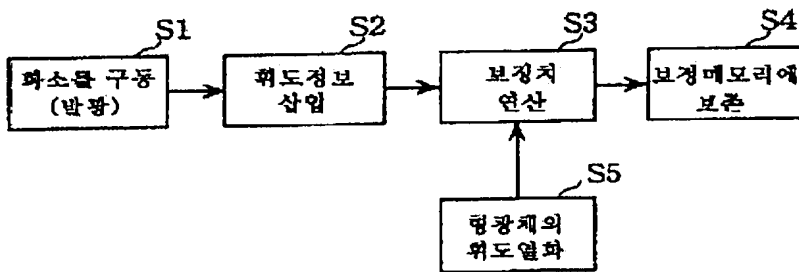 S1
화소를 구동
(발광)
S2
휘도정보
삽입
S3
보정치
연산
S4
보정메모리에
보존
S5
형광체의
휘도열화